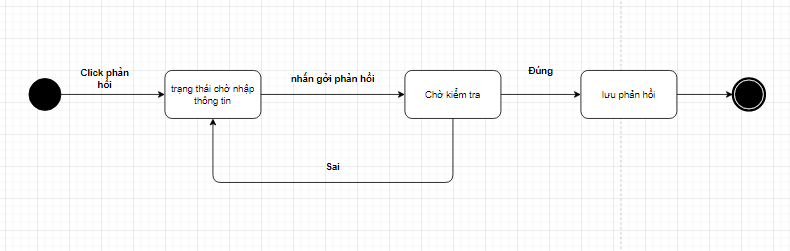 Click phản
hồi
trạng thái chờ nhập
thông tin
nhấn gởi phản hồi
Chờ kiểm tra
Đúng
lưu phản hồi
Sai